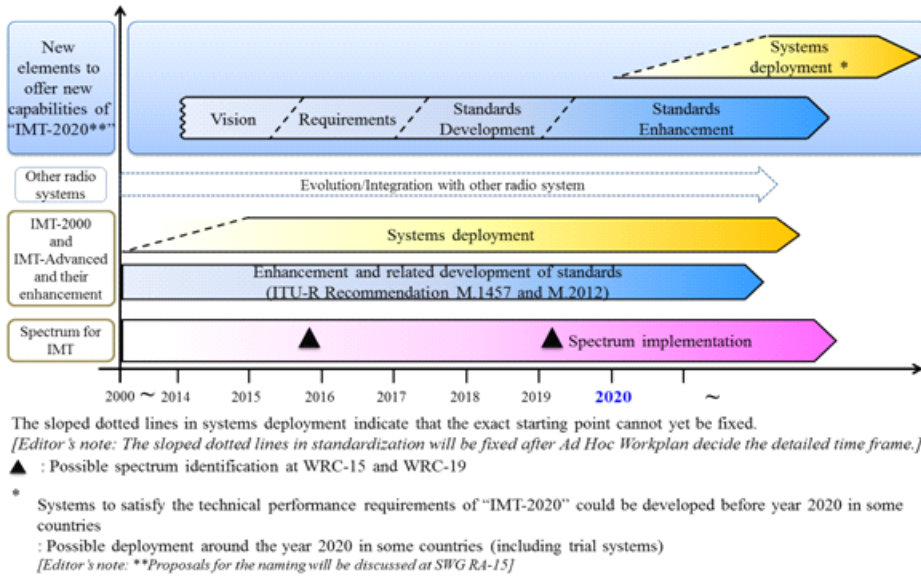 New
elements to
offer new
capabilities of
“IMT-2020**”
Systems
deployment *
Vision
Requirements
Standards
Development
Standards
Enhancement
Other radio
systems
Evolution/Integration with other radio system
IMT-2000
and
IMT-Advanced
and their
enhancement
Systems deployment
Enhancement and related development of standards
(ITU-R Recommendation M.1457 and M.2012)
Spectrum for
IMT
Spectrum implementation
2000 ~ 2014 2015 2016 2017 2018 2019 2020 ~
The sloped dotted lines in systems deployment indicate that the exact starting point cannot yet be fixed.
[Editor’s note: The sloped dotted lines in standardization will be fixed after Ad Hoc Workplan decide the detailed time frame.]
▲ : Possible spectrum identification at WRC-15 and WRC-19
* Systems to satisfy the technical performance requirements of “IMT-2020” could be developed before year 2020 in some
countries
: Possible deployment around the year 2020 in some countries (including trial systems)
[Editor’s note: **Proposals for the naming will be discussed at SWG RA-15]